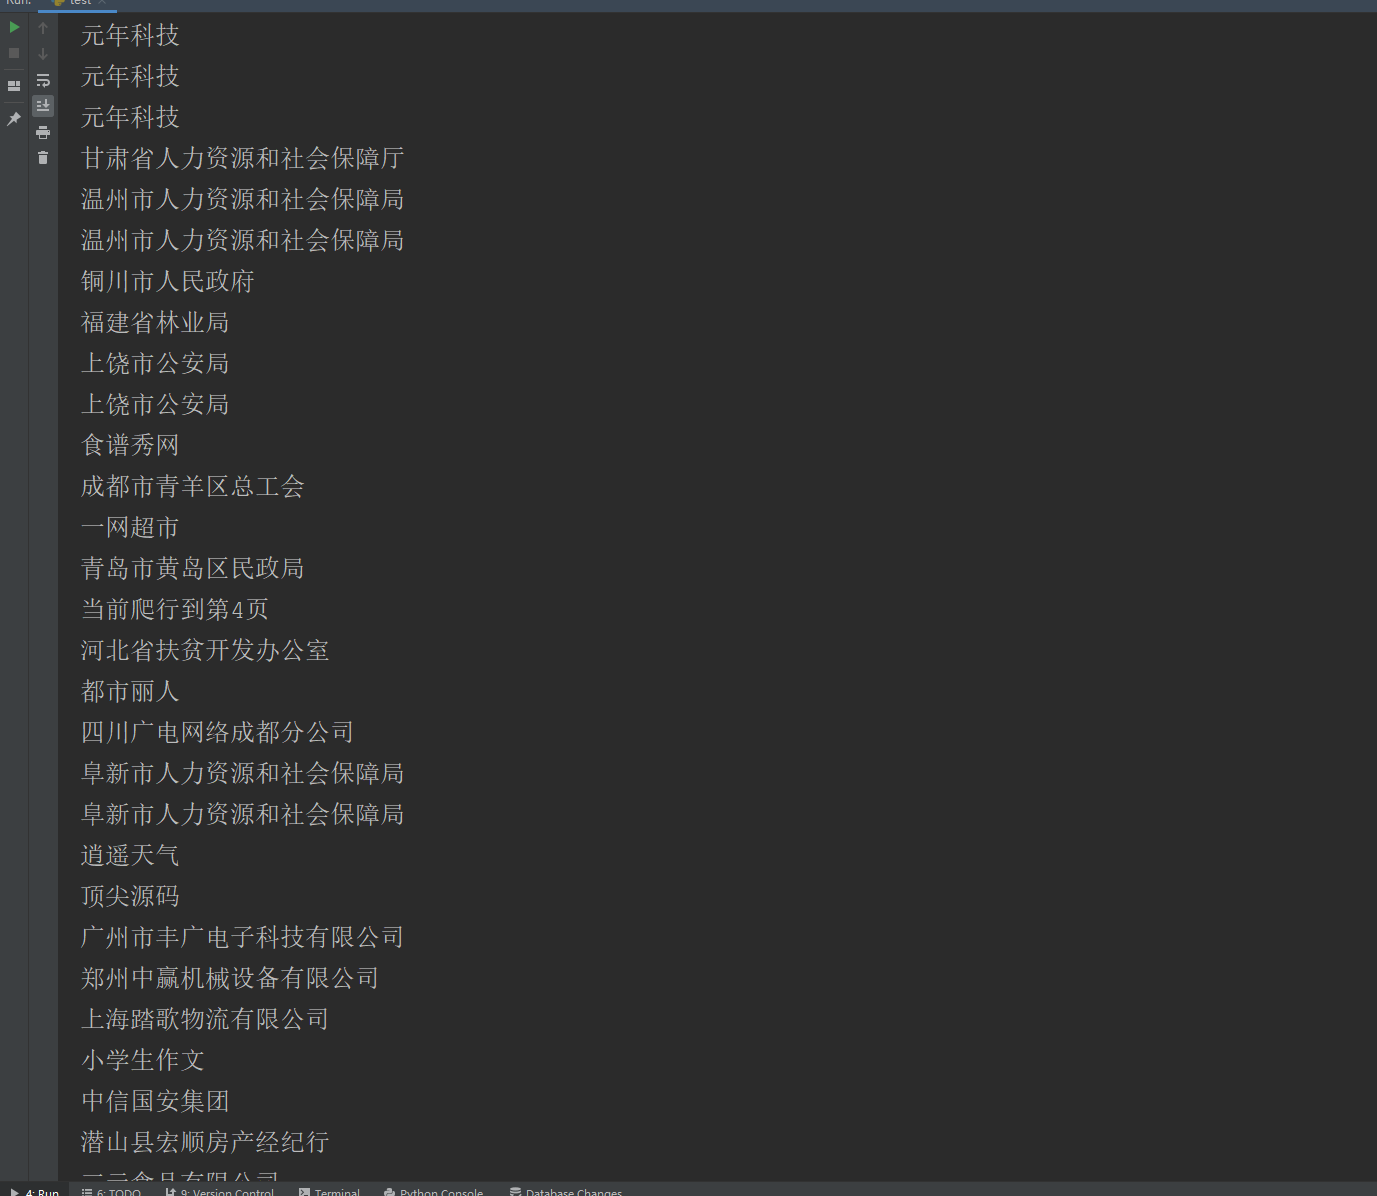 Run:
test
元年科技
元年科技
元年科技
甘肃省人力资源和社会保障厅
温州市人力资源和社会保障局
温州市人力资源和社会保障局
铜川市人民政府
福建省林业局
上饶市公安局
上饶市公安局
食谱秀网
成都市青羊区总工会
一网超市
青岛市黄岛区民政局
当前爬行到第4页
河北省扶贫开发办公室
都市丽人
四川广电网络成都分公司
阜新市人力资源和社会保障局
阜新市人力资源和社会保障局
逍遥天气
顶尖源码
广州市丰广电子科技有限公司
郑州中赢机械设备有限公司
上海踏歌物流有限公司
小学生作文
中信国安集团
潜山县宏顺房产经纪行
4: Run 6: TODO 9: Version Control Terminal Python Console Database Changes